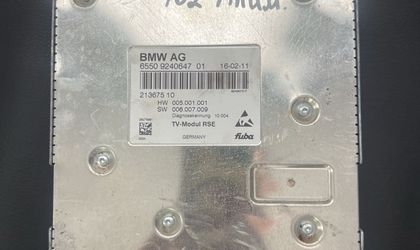 BMW AG
6550 9240647 01 16-02-11
213675 10
HW 005.001.001
SW 006.007.009
Diagnosekennung: 10.004
TV-Modul RSE
GERMANY
fuba